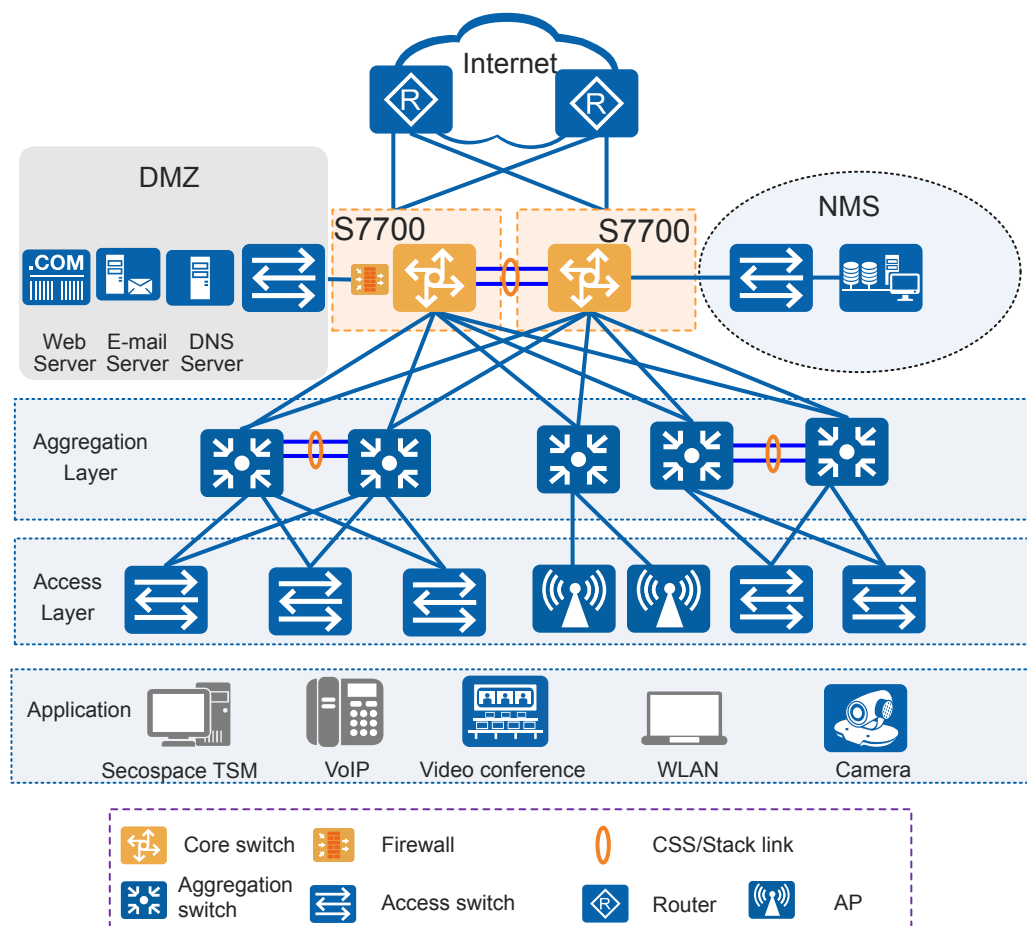 Internet
R
R
DMZ
S7700
S7700
NMS
.COM
Web
Server
E-mail
Server
DNS
Server
Aggregation
Layer
Access
Layer
Application
Secospace TSM
VoIP
Video conference
WLAN
Camera
Core switch
Firewall
CSS/Stack link
Aggregation
switch
Access switch
R
Router
AP